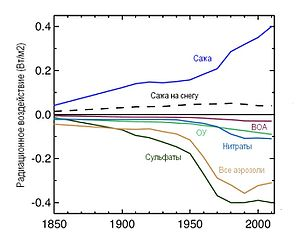 Радиационное воздействие (Вт/м2)
0.4
0.2
0.0
-0.2
-0.4
Сажа
Сажа на снегу
ВОА
ОУ
Нитраты
Все аэрозоли
Сульфаты
1850
1900
1950
2000